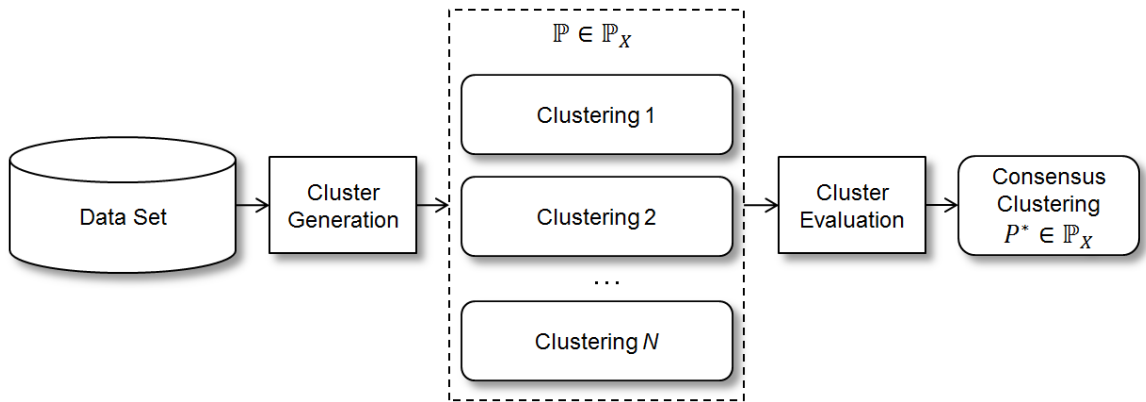 Data Set
Cluster
Generation
ℙ ∈ ℙ_X
Clustering 1
Clustering 2
...
Clustering N
Cluster
Evaluation
Consensus
Clustering
P* ∈ ℙ_X